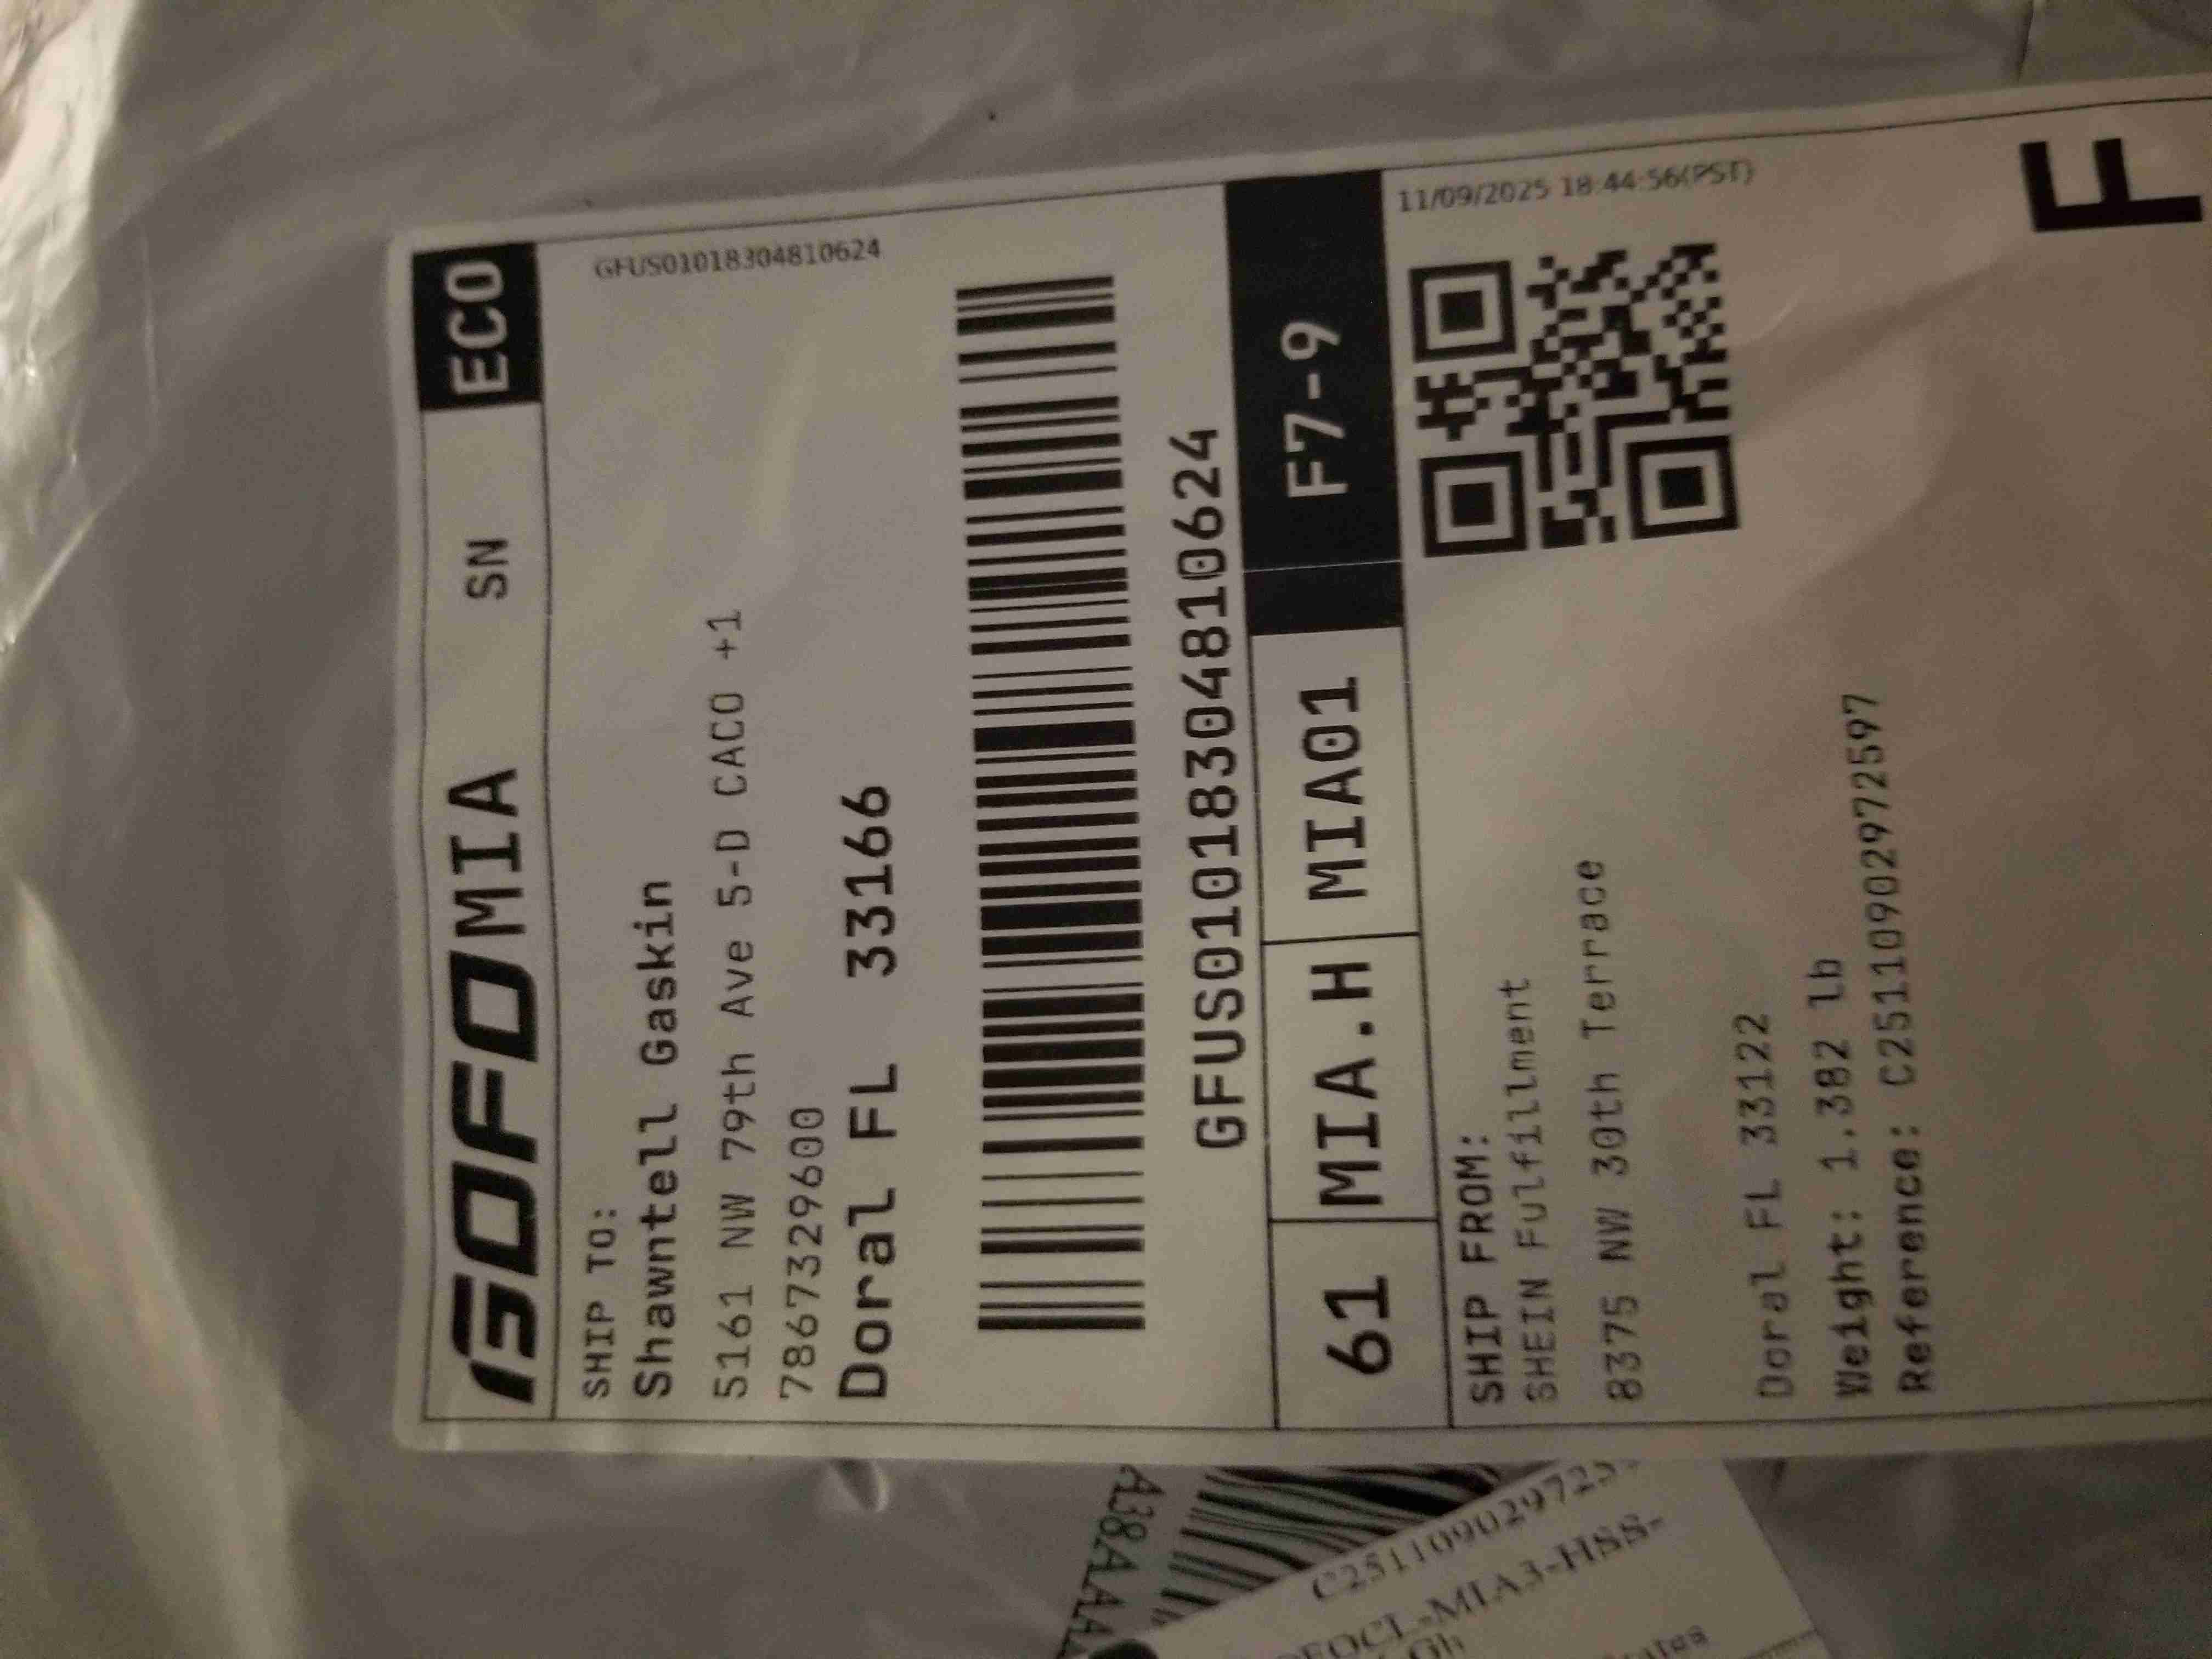 GOFO MIA SN ECO
GFUS01018304810624
SHIP TO:
Shawntell Gaskin
5161 NW 79th Ave 5-D CACO +1
7867329600
Doral FL 33166
GFUS01018304810624
61 MIA.H MIA01 F7-9
11/09/2025 18:44:56(PST)
SHIP FROM:
SHEIN Fulfillment
8375 NW 30th Terrace
Doral FL 33122
Weight: 1.382 lb
Reference: C25110902972597
F